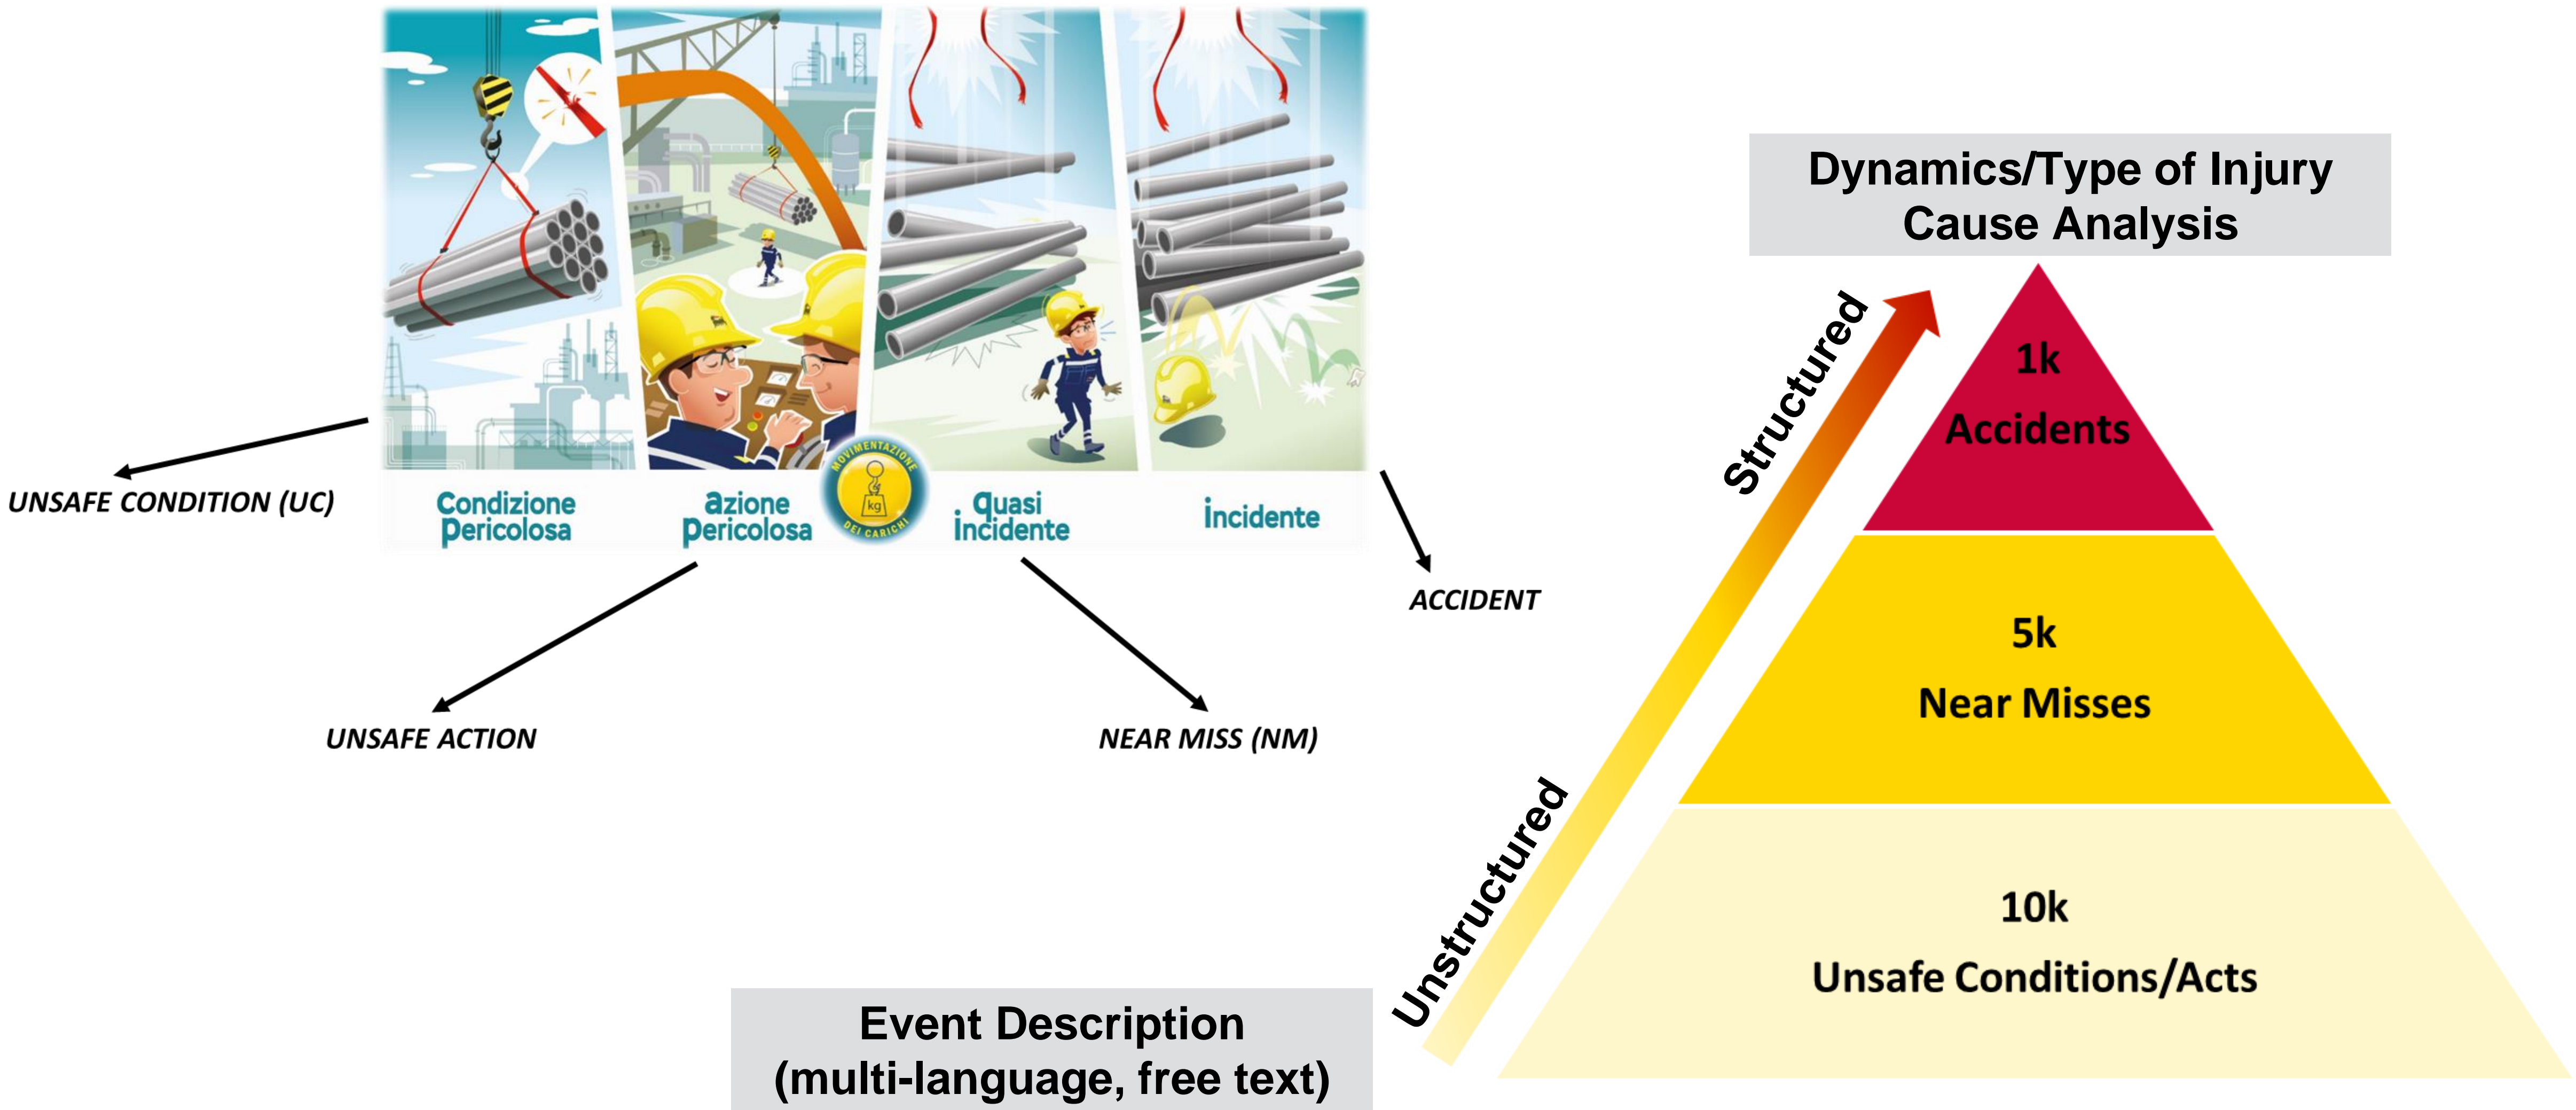 Condizione
pericolosa
azione
pericolosa
MOVIMENTAZIONE
kg
DEI CARICHI
quasi
incidente
incidente
UNSAFE CONDITION (UC)
UNSAFE ACTION
NEAR MISS (NM)
ACCIDENT
Event Description
(multi-language, free text)
Dynamics/Type of Injury
Cause Analysis
Structured
Unstructured
1k
Accidents
5k
Near Misses
10k
Unsafe Conditions/Acts